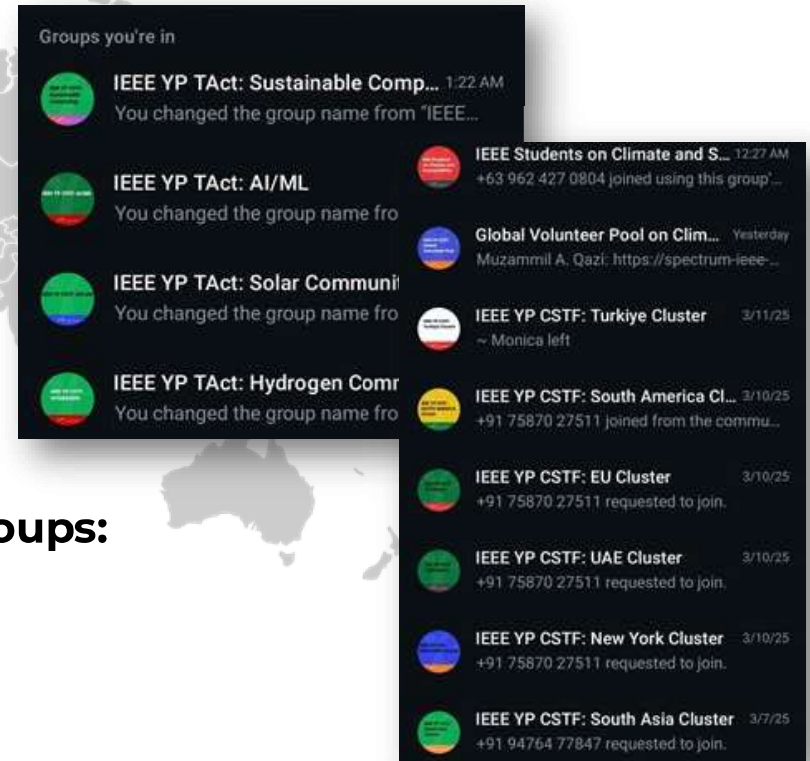 Groups you're in
IEEE YP TAct: Sustainable Comp... 1:22 AM
You changed the group name from "IEEE...
IEEE YP TAct: AI/ML
You changed the group name fro
IEEE YP TAct: Solar Communi
You changed the group name fro
IEEE YP TAct: Hydrogen Comr
You changed the group name fro
IEEE Students on Climate and S... 12:27 AM
+63 962 427 0804 joined using this group'...
Global Volunteer Pool on Clim... Yesterday
Muzammil A. Qazi: https://spectrum-ieee-...
IEEE YP CSTF: Turkiye Cluster 3/11/25
~ Monica left
IEEE YP CSTF: South America Cl... 3/10/25
+91 75870 27511 joined from the commu...
IEEE YP CSTF: EU Cluster 3/10/25
+91 75870 27511 requested to join.
IEEE YP CSTF: UAE Cluster 3/10/25
+91 75870 27511 requested to join.
IEEE YP CSTF: New York Cluster 3/10/25
+91 75870 27511 requested to join.
IEEE YP CSTF: South Asia Cluster 3/7/25
+91 94764 77847 requested to join.
oups: